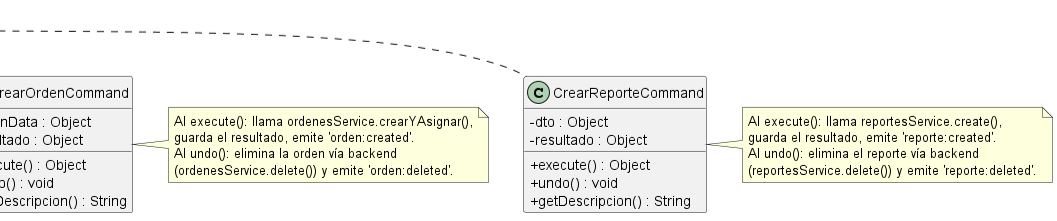 rearOrdenCommand
nData : Object
ltado : Object
cute() : Object
o() : void
Descripcion() : String
Al execute(): llama ordenesService.crearYAsignar(),
guarda el resultado, emite 'orden:created'.
Al undo(): elimina la orden vía backend
(ordenesService.delete()) y emite 'orden:deleted'.
C CrearReporteCommand
-dto : Object
-resultado : Object
+execute() : Object
+undo() : void
+getDescripcion() : String
Al execute(): llama reportesService.create(),
guarda el resultado, emite 'reporte:created'.
Al undo(): elimina el reporte vía backend
(reportesService.delete()) y emite 'reporte:deleted'.